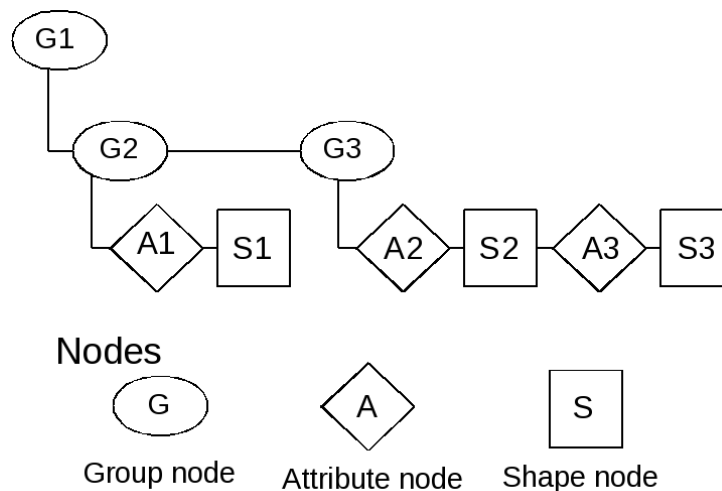 G1
G2 G3
A1 S1 A2 S2 A3 S3
Nodes
G A S
Group node Attribute node Shape node